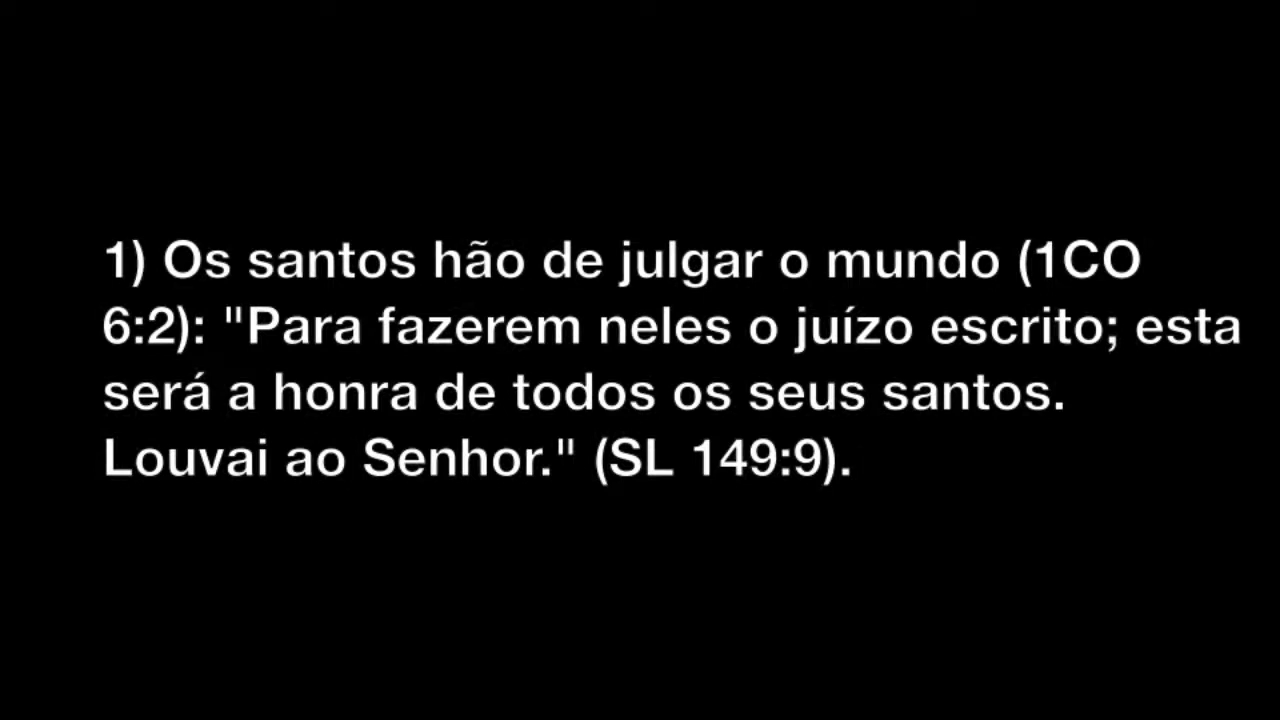 1) Os santos hão de julgar o mundo (1CO
6:2): "Para fazerem neles o juízo escrito; esta
será a honra de todos os seus santos.
Louvai ao Senhor." (SL 149:9).